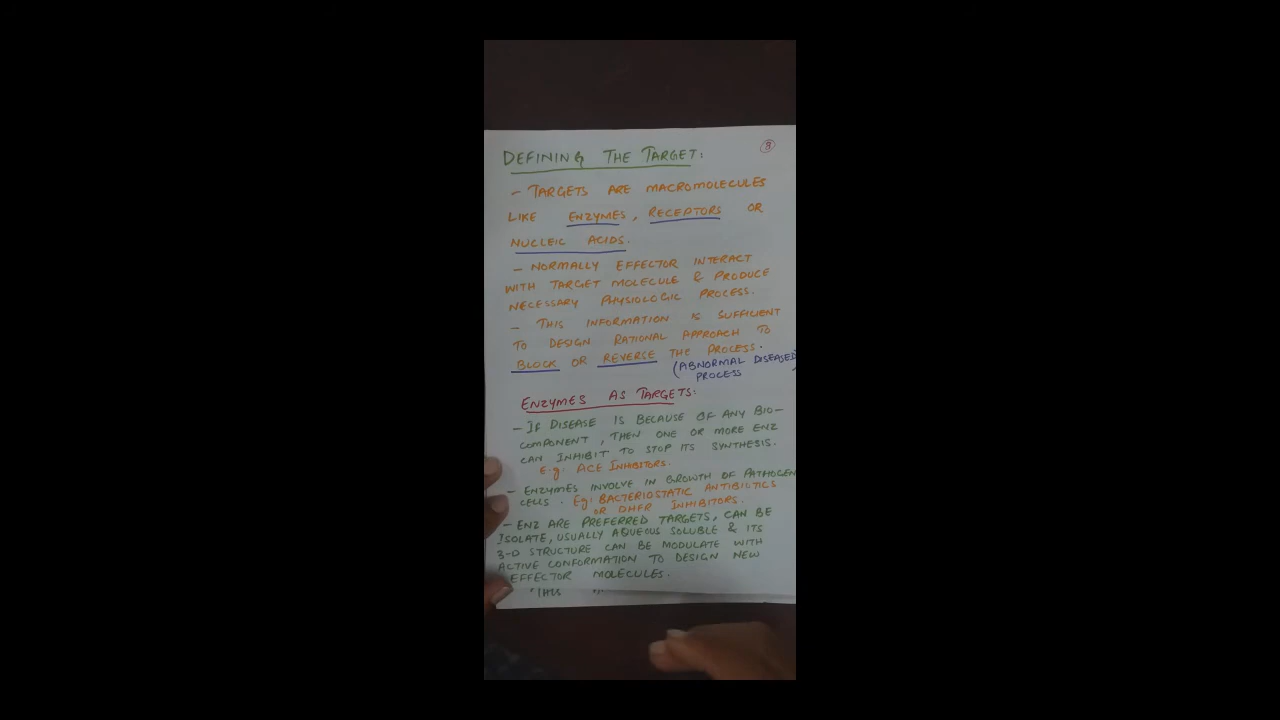 DEFINING THE TARGET:
3
- TARGETS ARE MACROMOLECULES
LIKE ENZYMES, RECEPTORS OR
NUCLEIC ACIDS.
- NORMALLY EFFECTOR INTERACT
WITH TARGET MOLECULE & PRODUCE
NECESSARY PHYSIOLOGIC PROCESS.
- THIS INFORMATION IS SUFFICIENT
TO DESIGN RATIONAL APPROACH TO
BLOCK OR REVERSE THE PROCESS.
(ABNORMAL DISEASED
PROCESS)
ENZYMES AS TARGETS:
- IF DISEASE IS BECAUSE OF ANY BIO-
COMPONENT, THEN ONE OR MORE ENZ
CAN INHIBIT TO STOP ITS SYNTHESIS.
E-g. ACE INHIBITORS.
- ENZYMES INVOLVE IN GROWTH OF PATHOGEN
CELLS. Eg: BACTERIOSTATIC ANTIBIOTICS
OR DHFR INHIBITORS.
- ENZ ARE PREFERRED TARGETS, CAN BE
ISOLATE, USUALLY AQUEOUS SOLUBLE & ITS
3-D STRUCTURE CAN BE MODULATE WITH
ACTIVE CONFORMATION TO DESIGN NEW
EFFECTOR MOLECULES.